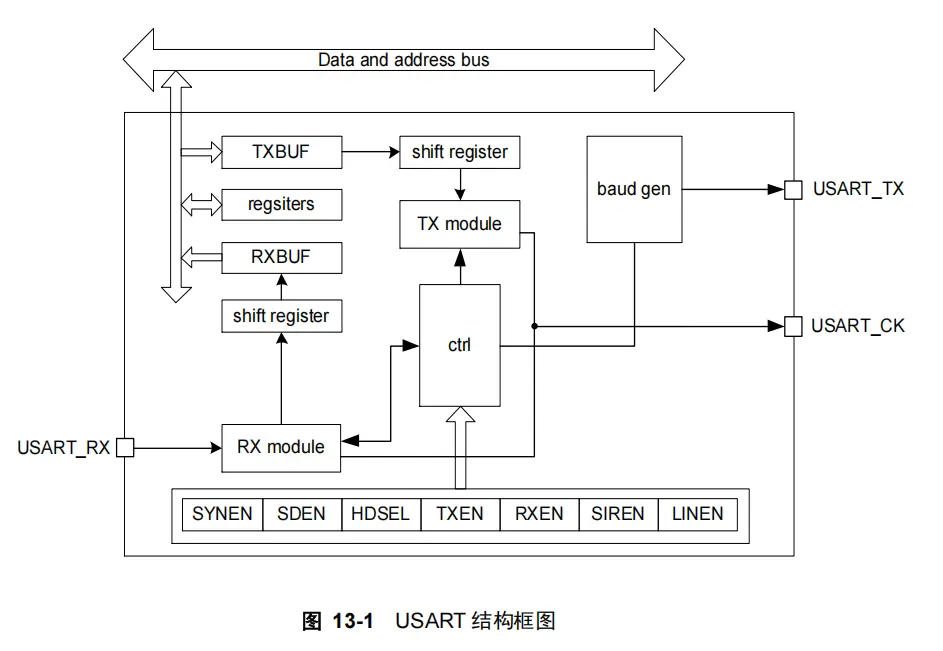 Data and address bus
TXBUF
shift register
baud gen
USART_TX
regsiters
TX module
RXBUF
shift register
ctrl
USART_CK
USART_RX
RX module
SYNEN SDEN HDSEL TXEN RXEN SIREN LINEN
图 13-1 USART 结构框图